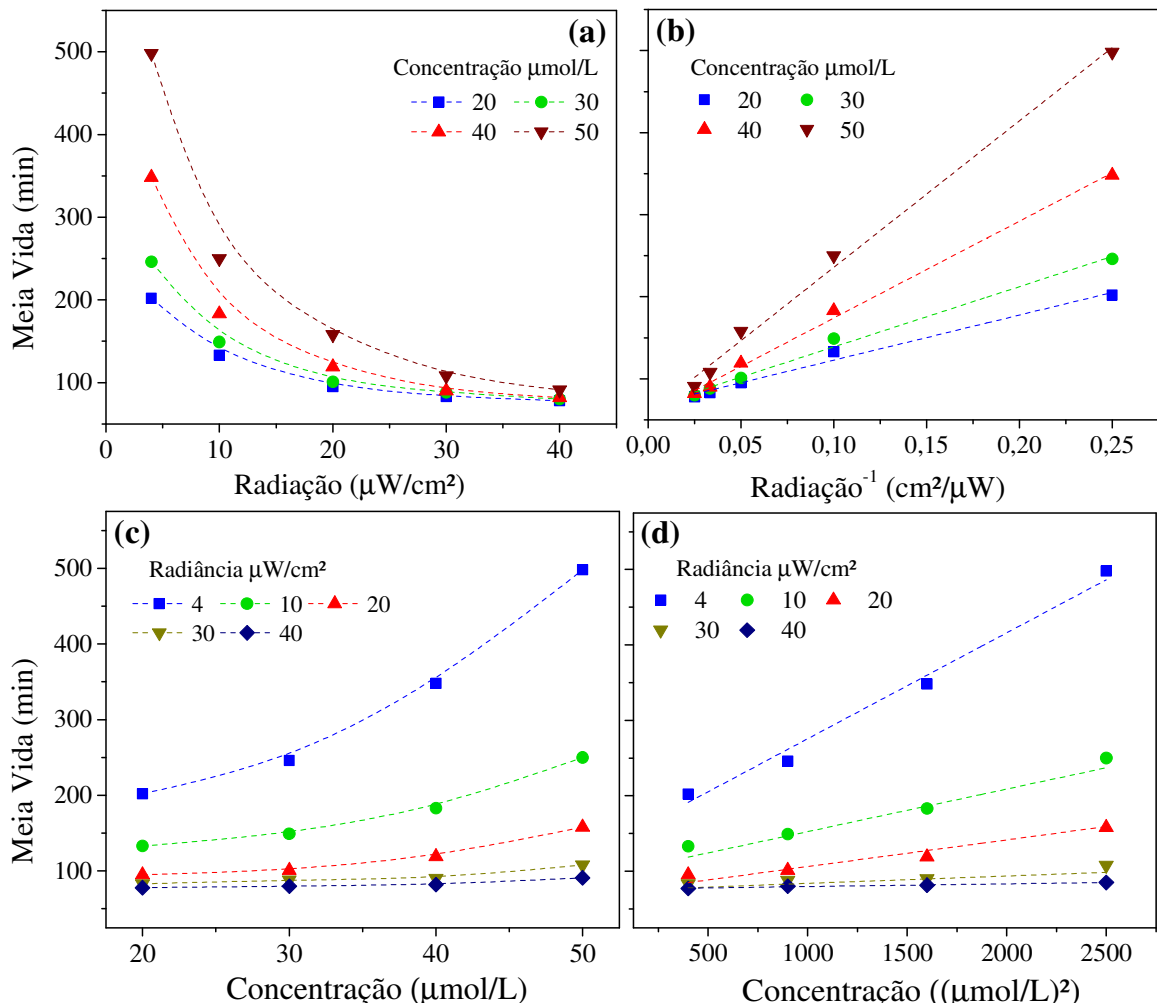 (a)
Concentração μmol/L
20 30
40 50
500
400
300
200
100
Meia Vida (min)
0 10 20 30 40
Radiação (μW/cm²)
(b)
Concentração μmol/L
20 30
40 50
0,00 0,05 0,10 0,15 0,20 0,25
Radiação⁻¹ (cm²/μW)
(c)
Radiância μW/cm²
4 10 20
30 40
500
400
300
200
100
Meia Vida (min)
20 30 40 50
Concentração (μmol/L)
(d)
Radiância μW/cm²
4 10 20
30 40
500 1000 1500 2000 2500
Concentração ((μmol/L)²)